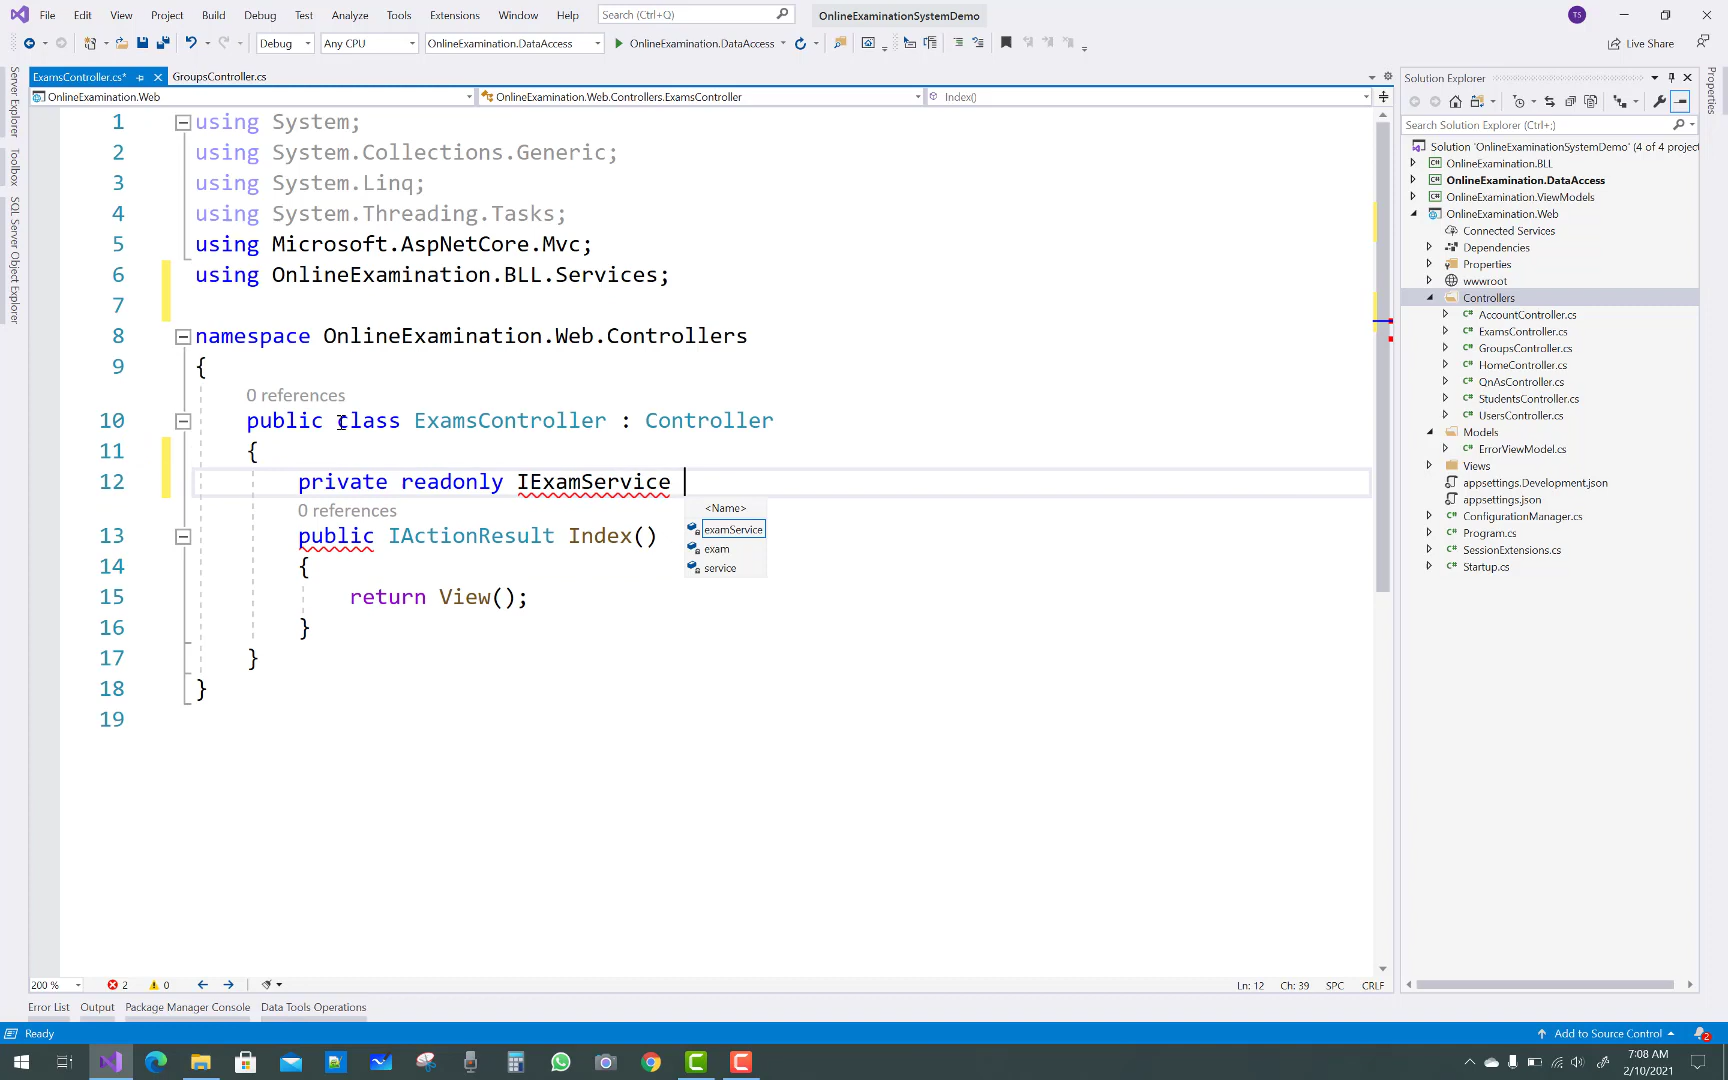 File Edit View Project Build Debug Test Analyze Tools Extensions Window Help Search (Ctrl+Q) OnlineExaminationSystemDemo TS
Debug Any CPU OnlineExamination.DataAccess OnlineExamination.DataAccess Live Share
ExamsController.cs* GroupsController.cs
OnlineExamination.Web OnlineExamination.Web.Controllers.ExamsController Index()
Server Explorer
Toolbox
SQL Server Object Explorer
1 using System;
2 using System.Collections.Generic;
3 using System.Linq;
4 using System.Threading.Tasks;
5 using Microsoft.AspNetCore.Mvc;
6 using OnlineExamination.BLL.Services;
7
8 namespace OnlineExamination.Web.Controllers
9 {
0 references
10 public class ExamsController : Controller
11 {
12 private readonly IExamService
0 references
13 public IActionResult Index()
14 {
15 return View();
16 }
17 }
18 }
19
<Name>
examService
exam
service
Solution Explorer
Search Solution Explorer (Ctrl+;)
Solution 'OnlineExaminationSystemDemo' (4 of 4 project
OnlineExamination.BLL
OnlineExamination.DataAccess
OnlineExamination.ViewModels
OnlineExamination.Web
Connected Services
Dependencies
Properties
wwwroot
Controllers
AccountController.cs
ExamsController.cs
GroupsController.cs
HomeController.cs
QnAsController.cs
StudentsController.cs
UsersController.cs
Models
ErrorViewModel.cs
Views
appsettings.Development.json
appsettings.json
ConfigurationManager.cs
Program.cs
SessionExtensions.cs
Startup.cs
Properties
200 % 2 0 Ln: 12 Ch: 39 SPC CRLF
Error List Output Package Manager Console Data Tools Operations
Ready Add to Source Control 2
7:08 AM
2/10/2021